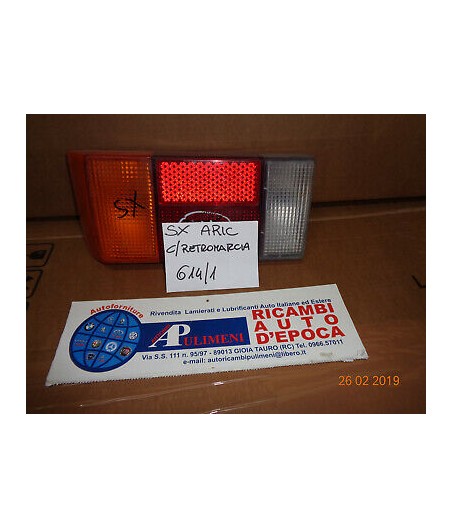 SX
SX ARIC
C/RETROMARCIA
614/1
Autoforniture
Rivendita Lamierati e Lubrificanti Auto Italiane ed Estere
APULIMENI
RICAMBI
AUTO
D'EPOCA
Via S.S. 111 n. 95/97 - 89013 GIOIA TAURO (RC) Tel. 0966.57011
e-mail: autoricambipulimeni@libero.it
26 02 2019